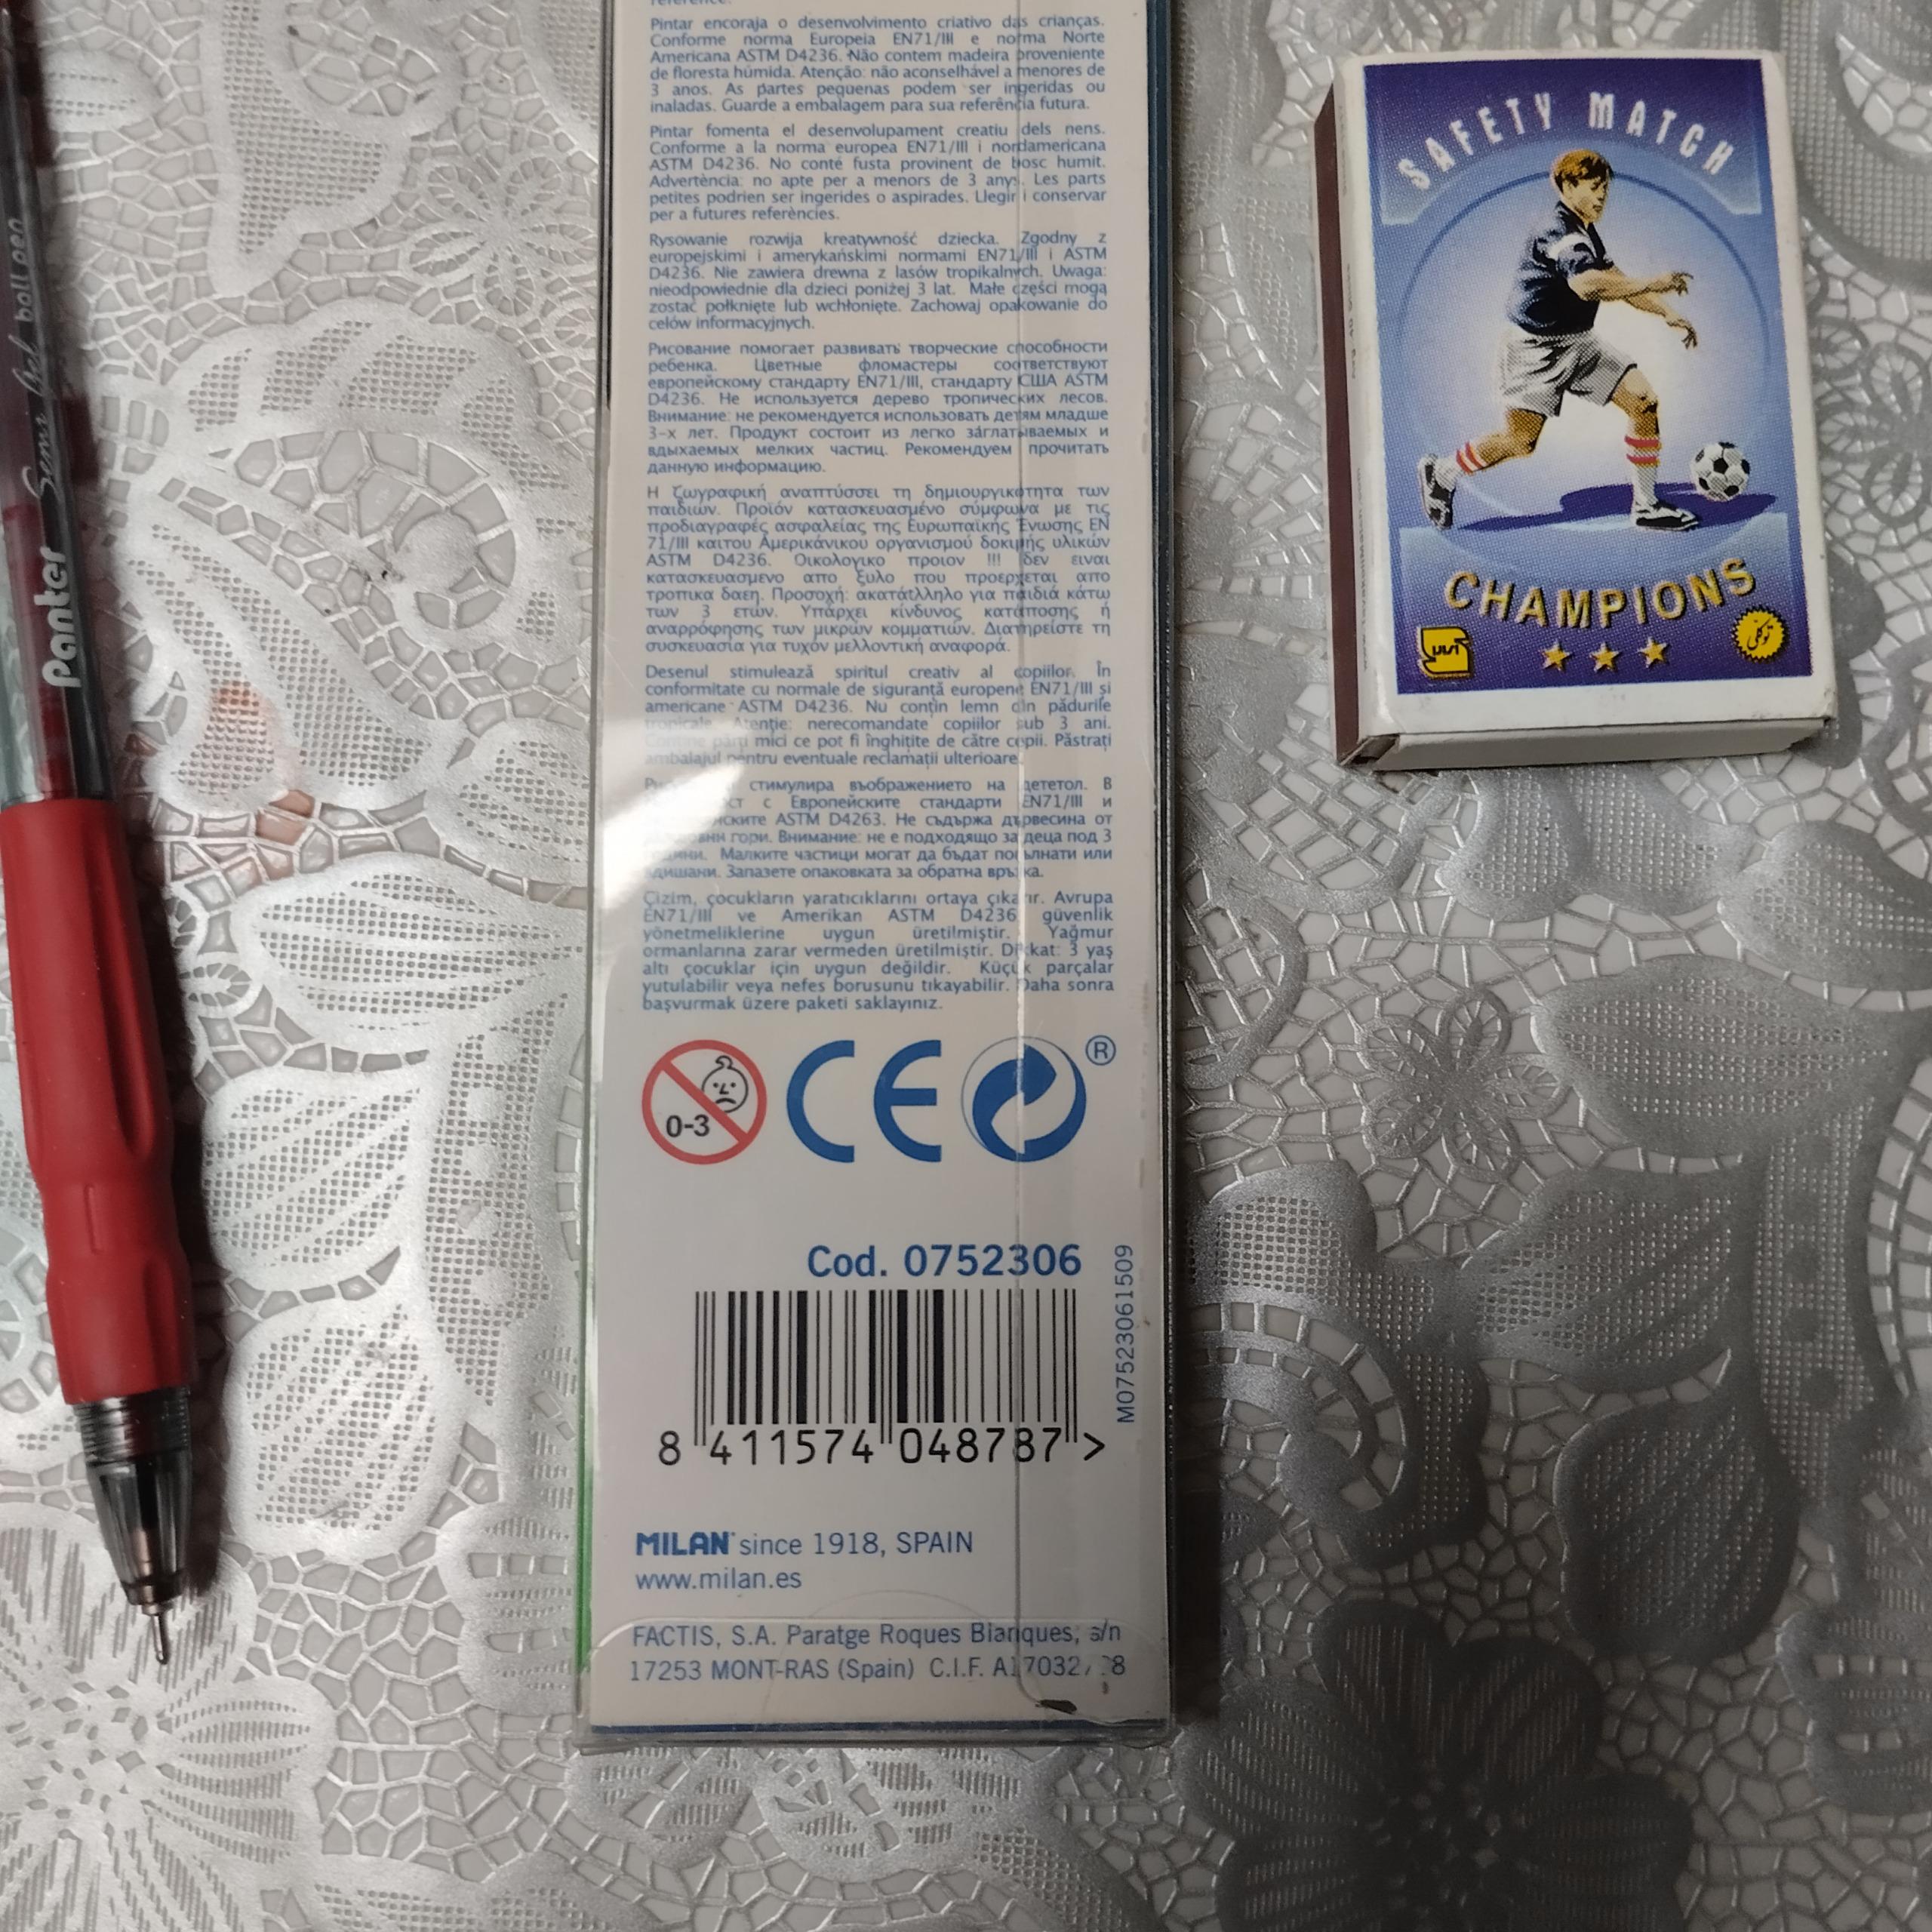 Panter Semi Gel ball pen
reference.
Pintar encoraja o desenvolvimento criativo das crianças.
Conforme norma Europeia EN71/III e norma Norte
Americana ASTM D4236. Não contem madeira proveniente
de floresta húmida. Atenção: não aconselhável a menores de
3 anos. As partes pequenas podem ser ingeridas ou
inaladas. Guarde a embalagem para sua referência futura.
Pintar fomenta el desenvolupament creatiu dels nens.
Conforme a la norma europea EN71/III i nordamericana
ASTM D4236. No conté fusta provinent de bosc humit.
Advertència: no apte per a menors de 3 anys. Les parts
petites podrien ser ingerides o aspirades. Llegir i conservar
per a futures referències.
Rysowanie rozwija kreatywność dziecka. Zgodny z
europejskimi i amerykańskimi normami EN71/III i ASTM
D4236. Nie zawiera drewna z lasów tropikalnych. Uwaga:
nieodpowiednie dla dzieci poniżej 3 lat. Małe części mogą
zostać połknięte lub wchłonięte. Zachowaj opakowanie do
celów informacyjnych.
Рисование помогает развивать творческие способности
ребенка. Цветные фломастеры соответствуют
европейскому стандарту EN71/III, стандарту США ASTM
D4236. Не используется дерево тропических лесов.
Внимание: не рекомендуется использовать детям младше
3-х лет. Продукт состоит из легко заглатываемых и
вдыхаемых мелких частиц. Рекомендуем прочитать
данную информацию.
Η ζωγραφική αναπτύσσει τη δημιουργικότητα των
παιδιών. Προϊόν κατασκευασμένο σύμφωνα με τις
προδιαγραφές ασφαλείας της Ευρωπαϊκής Ένωσης EN
71/III καιτου Αμερικάνικου οργανισμού δοκιμής υλικών
ASTM D4236. Οικολογικο προιον !!! δεν ειναι
κατασκευασμενο απο ξυλο που προερχεται απο
τροπικα δαση. Προσοχή: ακατάλληλο για παιδιά κάτω
των 3 ετών. Υπάρχει κίνδυνος κατάποσης ή
αναρρόφησης των μικρών κομματιών. Διατηρείστε τη
συσκευασία για τυχόν μελλοντική αναφορά.
Desenul stimulează spiritul creativ al copiilor. În
conformitate cu normale de siguranță europene EN71/III și
americane ASTM D4236. Nu conțin lemn din pădurile
tropicale. Atenție: nerecomandate copiilor sub 3 ani.
Conține părți mici ce pot fi înghițite de către copii. Păstrați
ambalajul pentru eventuale reclamații ulterioare.
стимулира въображението на дететол. В
с Европейските стандарти EN71/III и
ASTM D4263. Не съдържа дървесина от
гори. Внимание: не е подходящо за деца под 3
години. Малките частици могат да бъдат погълнати или
вдишани. Запазете опаковката за обратна връзка.
Çizim, çocukların yaratıcıklarını ortaya çıkarır. Avrupa
EN71/III ve Amerikan ASTM D4236 güvenlik
yönetmeliklerine uygun üretilmiştir. Yağmur
ormanlarına zarar vermeden üretilmiştir. Dikkat: 3 yaş
altı çocuklar için uygun değildir. Küçük parçalar
yutulabilir veya nefes borusunu tıkayabilir. Daha sonra
başvurmak üzere paketi saklayınız.
0-3 CE ®
Cod. 0752306
M07523061509
8 411574 048787 >
MILAN since 1918, SPAIN
www.milan.es
FACTIS, S.A. Paratge Roques Blanques, s/n
17253 MONT-RAS (Spain) C.I.F.
SAFETY MATCH
CHAMPIONS
توکلی